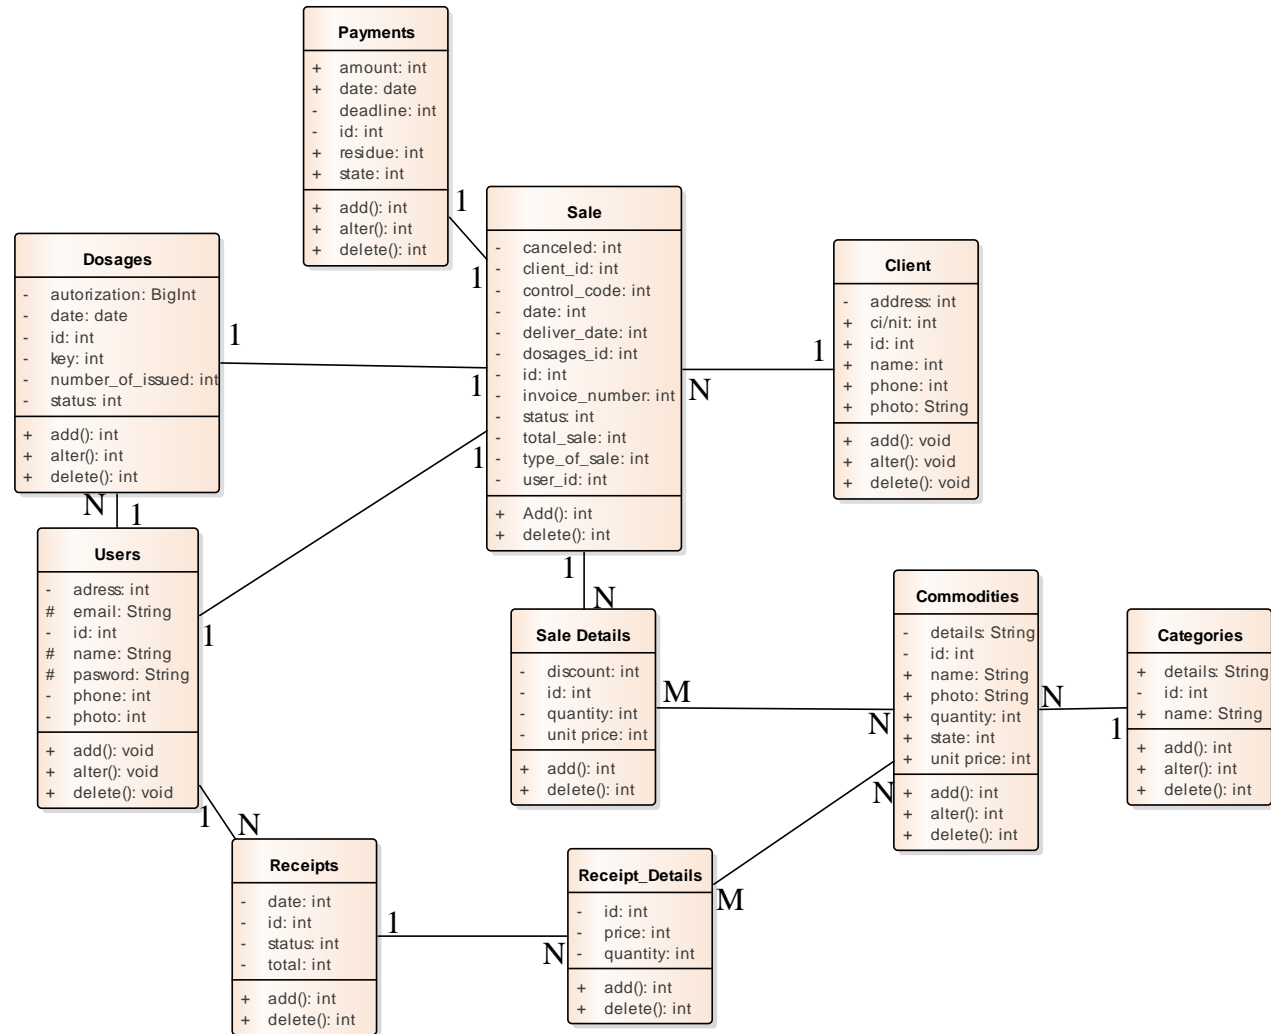 Payments
+ amount: int
+ date: date
- deadline: int
- id: int
+ residue: int
+ state: int
+ add(): int
+ alter(): int
+ delete(): int
1
1
Sale
- canceled: int
- client_id: int
- control_code: int
- date: int
- deliver_date: int
- dosages_id: int
- id: int
- invoice_number: int
- status: int
- total_sale: int
- type_of_sale: int
- user_id: int
+ Add(): int
+ delete(): int
Dosages
- autorization: BigInt
- date: date
- id: int
- key: int
- number_of_issued: int
- status: int
+ add(): int
+ alter(): int
+ delete(): int
1
1
Client
- address: int
+ ci/nit: int
+ id: int
+ name: int
+ phone: int
+ photo: String
+ add(): void
+ alter(): void
+ delete(): void
1
N
N
1
Users
- adress: int
# email: String
- id: int
# name: String
# pasword: String
- phone: int
- photo: int
+ add(): void
+ alter(): void
+ delete(): void
1
1
1
N
Sale Details
- discount: int
- id: int
- quantity: int
- unit price: int
+ add(): int
+ delete(): int
M
N
Commodities
- details: String
- id: int
+ name: String
+ photo: String
+ quantity: int
+ state: int
+ unit price: int
+ add(): int
+ alter(): int
+ delete(): int
N
1
Categories
+ details: String
- id: int
+ name: String
+ add(): int
+ alter(): int
+ delete(): int
1
N
Receipts
- date: int
- id: int
- status: int
- total: int
+ add(): int
+ delete(): int
1
N
Receipt_Details
- id: int
- price: int
- quantity: int
+ add(): int
+ delete(): int
M
N